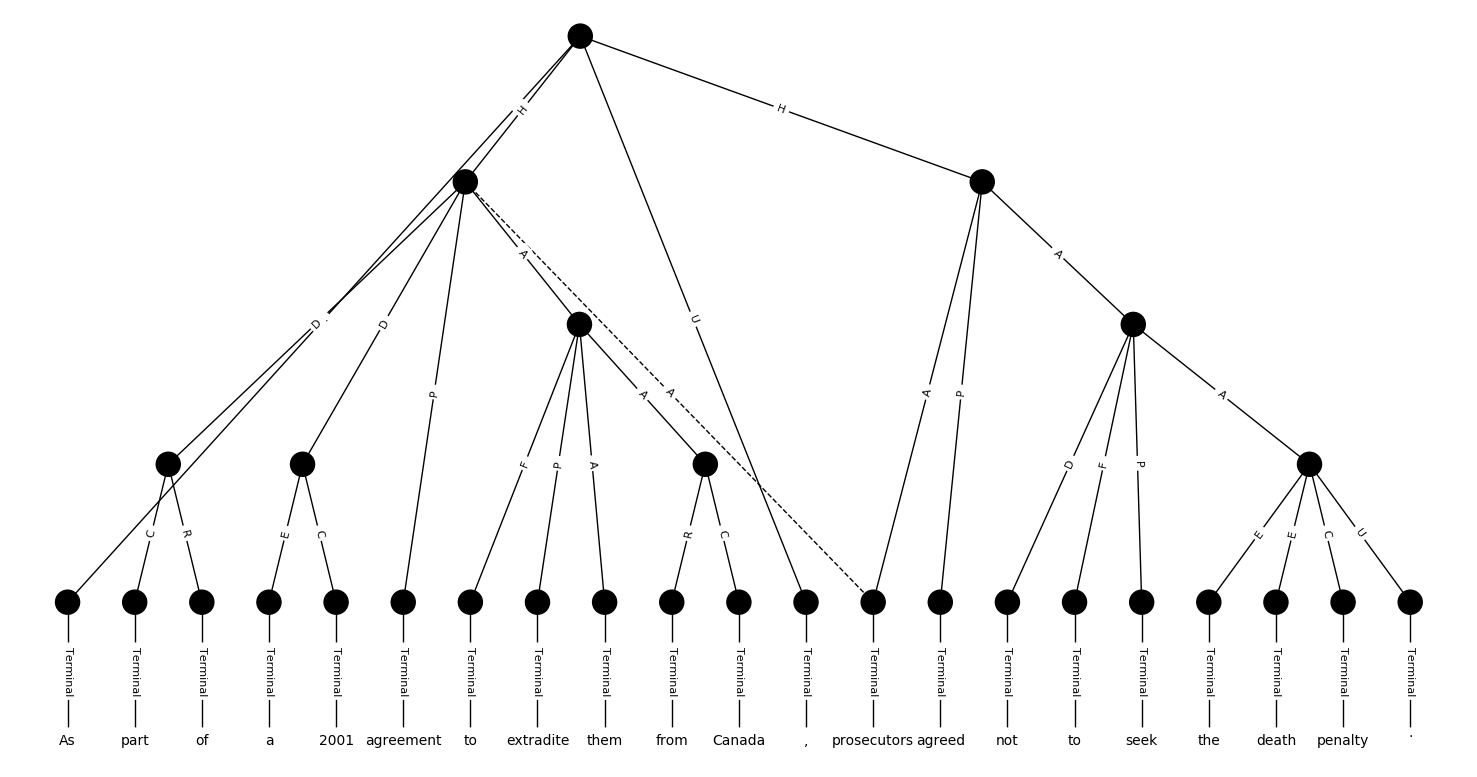 H
H
A
D
D
A
U
P
A
A
A
P
A
F
P
A
D
F
P
C
R
E
C
R
C
E
E
C
U
Terminal Terminal Terminal Terminal Terminal Terminal Terminal Terminal Terminal Terminal Terminal Terminal Terminal Terminal Terminal Terminal Terminal Terminal Terminal Terminal Terminal
As part of a 2001 agreement to extradite them from Canada , prosecutors agreed not to seek the death penalty .